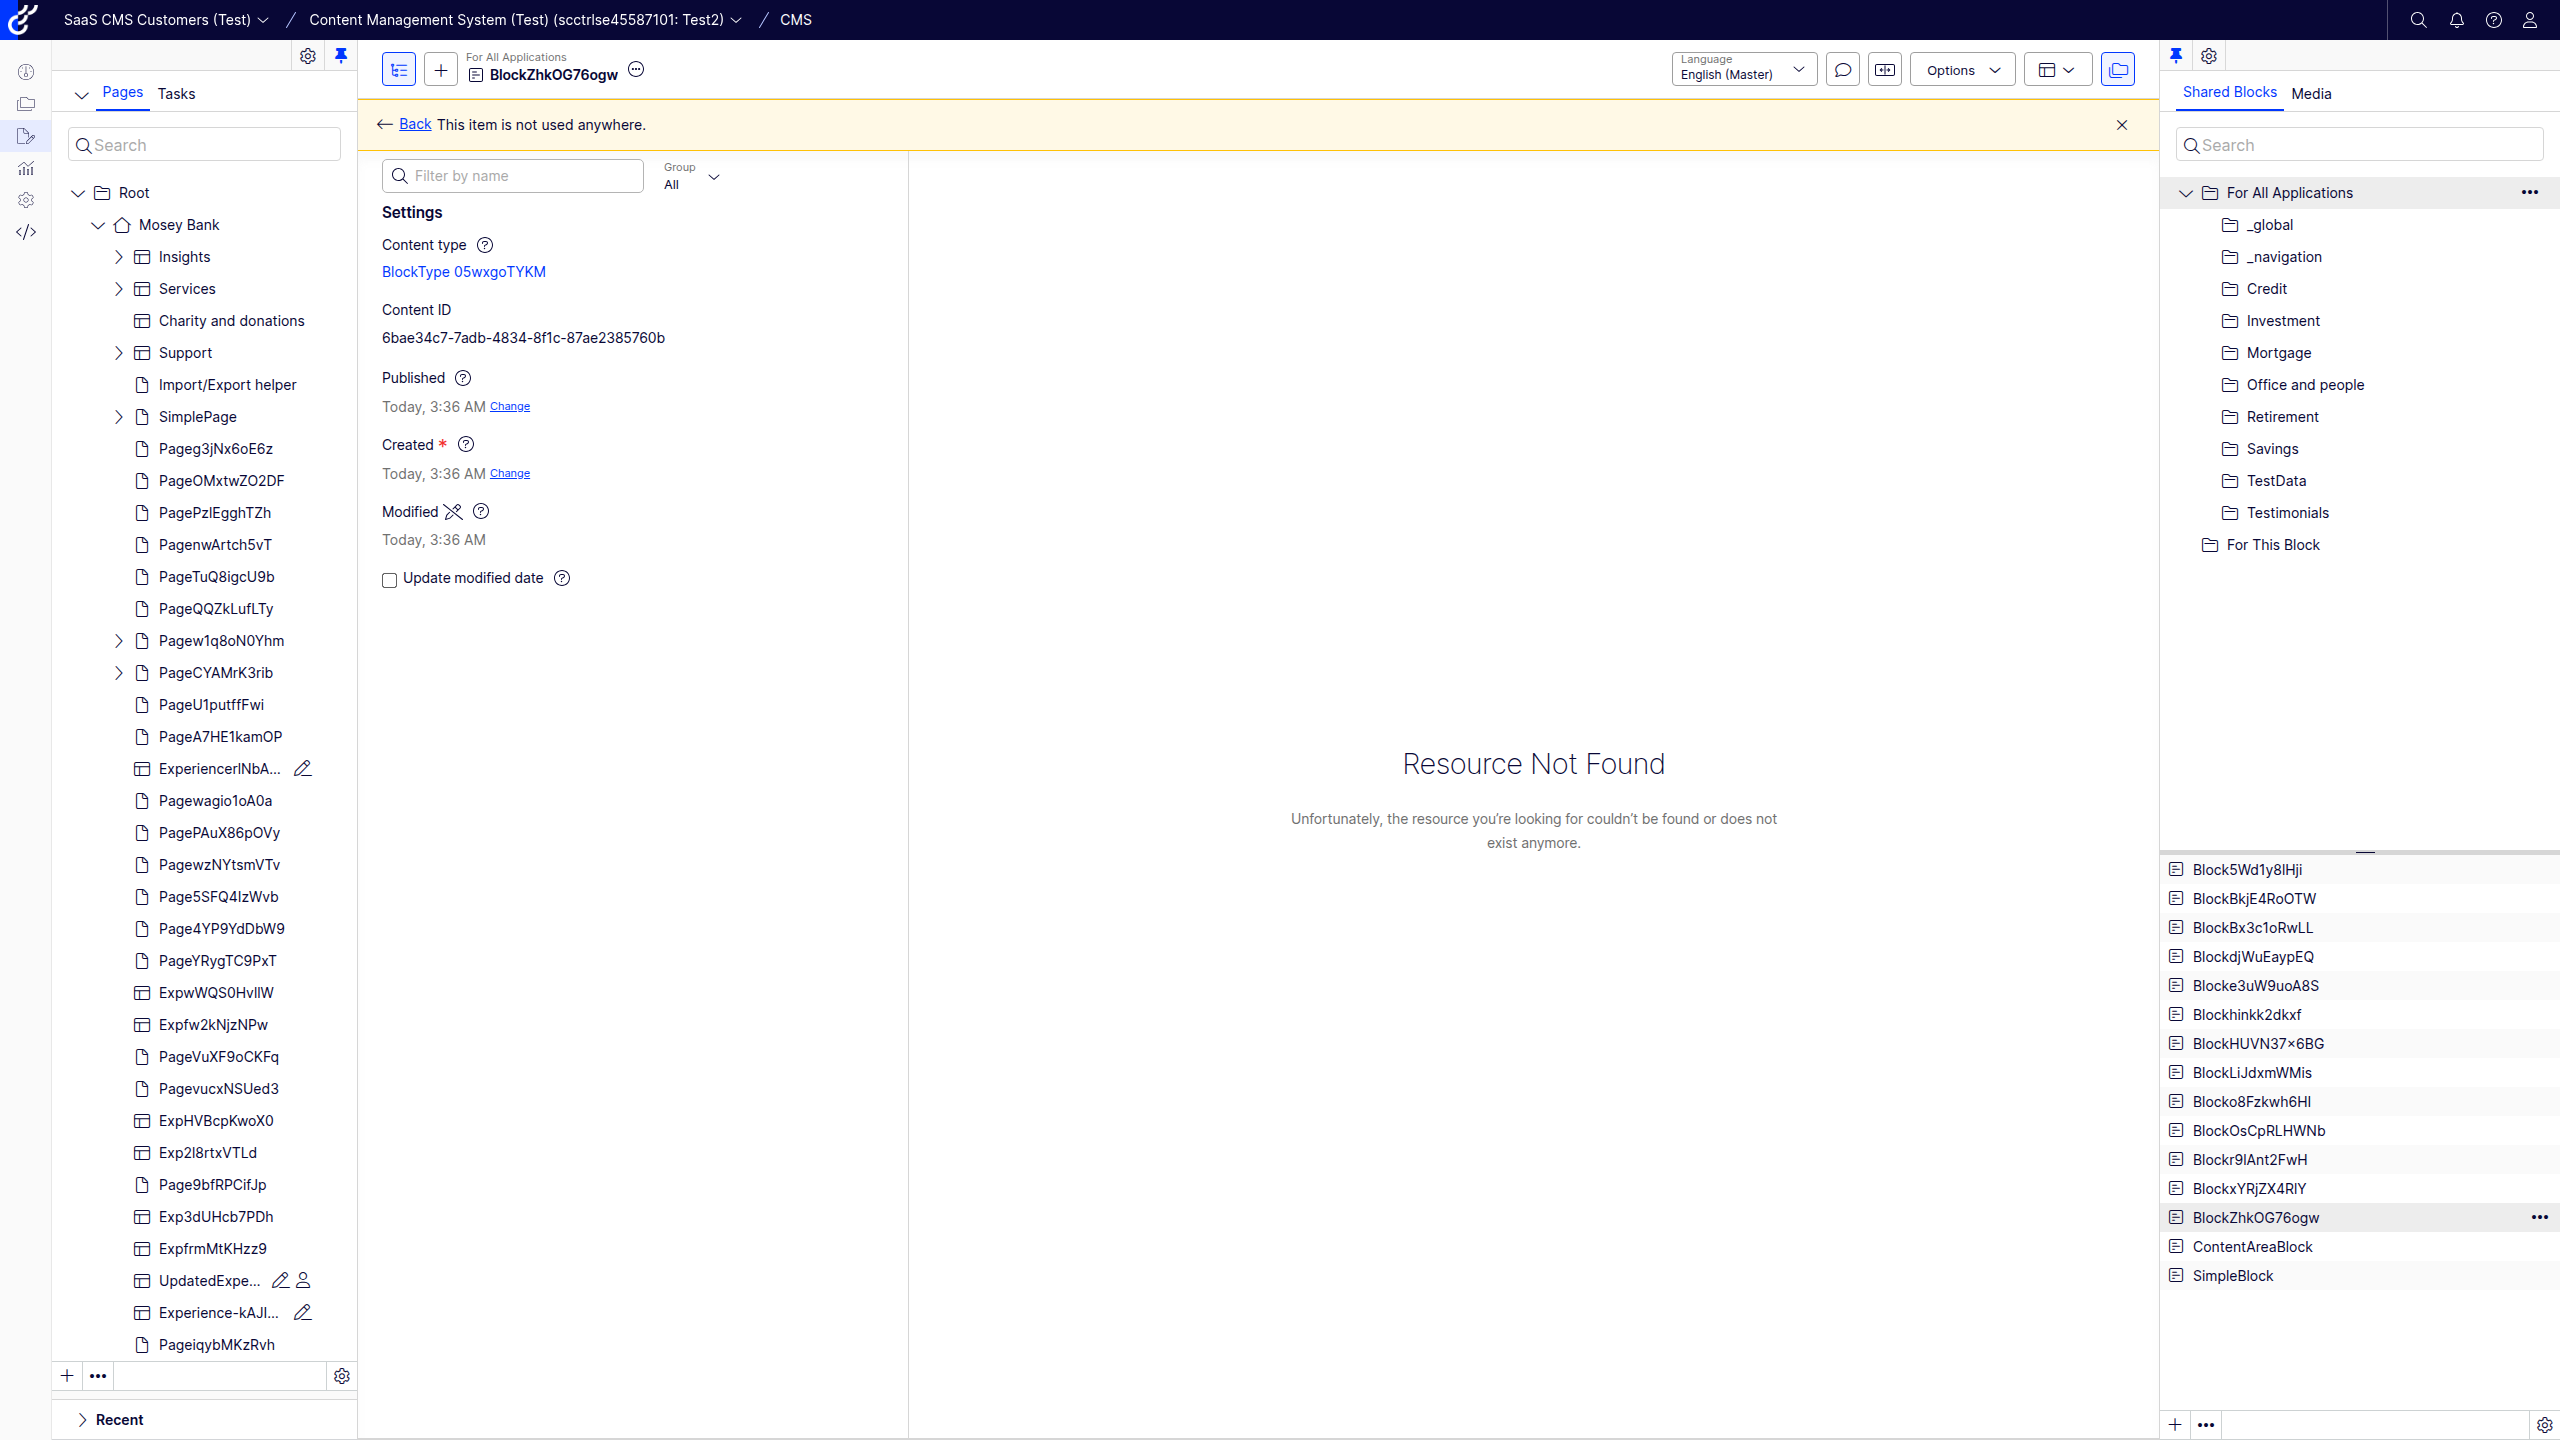 SaaS CMS Customers (Test) / Content Management System (Test) (scctrlse45587101: Test2) / CMS
Pages Tasks
Search
Root
Mosey Bank
Insights
Services
Charity and donations
Support
Import/Export helper
SimplePage
Pageg3jNx6oE6z
PageOMxtwZO2DF
PagePzIEgghTZh
PagenwArtch5vT
PageTuQ8igcU9b
PageQQZkLufLTy
Pagew1q8oN0Yhm
PageCYAMrK3rib
PageU1putffFwi
PageA7HE1kamOP
ExperiencerINbA...
Pagewagio1oA0a
PagePAuX86pOVy
PagewzNYtsmVTv
Page5SFQ4IzWvb
Page4YP9YdDbW9
PageYRygTC9PxT
ExpwWQS0HvIlW
Expfw2kNjzNPw
PageVuXF9oCKFq
PagevucxNSUed3
ExpHVBcpKwoX0
Exp2I8rtxVTLd
Page9bfRPCifJp
Exp3dUHcb7PDh
ExpfrmMtKHzz9
UpdatedExpe...
Experience-kAJI...
PageiqybMKzRvh
Recent
For All Applications
BlockZhkOG76ogw
Language
English (Master)
Options
Back This item is not used anywhere.
Filter by name
Group
All
Settings
Content type
BlockType 05wxgoTYKM
Content ID
6bae34c7-7adb-4834-8f1c-87ae2385760b
Published
Today, 3:36 AM Change
Created *
Today, 3:36 AM Change
Modified
Today, 3:36 AM
Update modified date
Resource Not Found
Unfortunately, the resource you're looking for couldn't be found or does not
exist anymore.
Shared Blocks Media
Search
For All Applications
_global
_navigation
Credit
Investment
Mortgage
Office and people
Retirement
Savings
TestData
Testimonials
For This Block
Block5Wd1y8IHji
BlockBkjE4RoOTW
BlockBx3c1oRwLL
BlockdjWuEaypEQ
Blocke3uW9uoA8S
Blockhinkk2dkxf
BlockHUVN37x6BG
BlockLiJdxmWMis
Blocko8Fzkwh6HI
BlockOsCpRLHWNb
Blockr9IAnt2FwH
BlockxYRjZX4RIY
BlockZhkOG76ogw
ContentAreaBlock
SimpleBlock